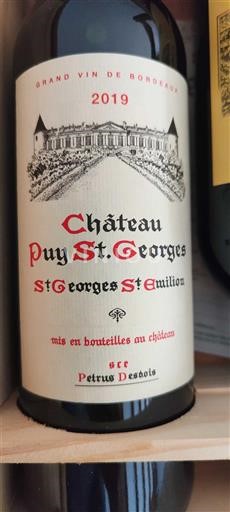 GRAND VIN DE BORDEAUX
2019
Château
Puy St. Georges
St Georges St Emilion
mis en bouteilles au château
sce
Petrus Desbois